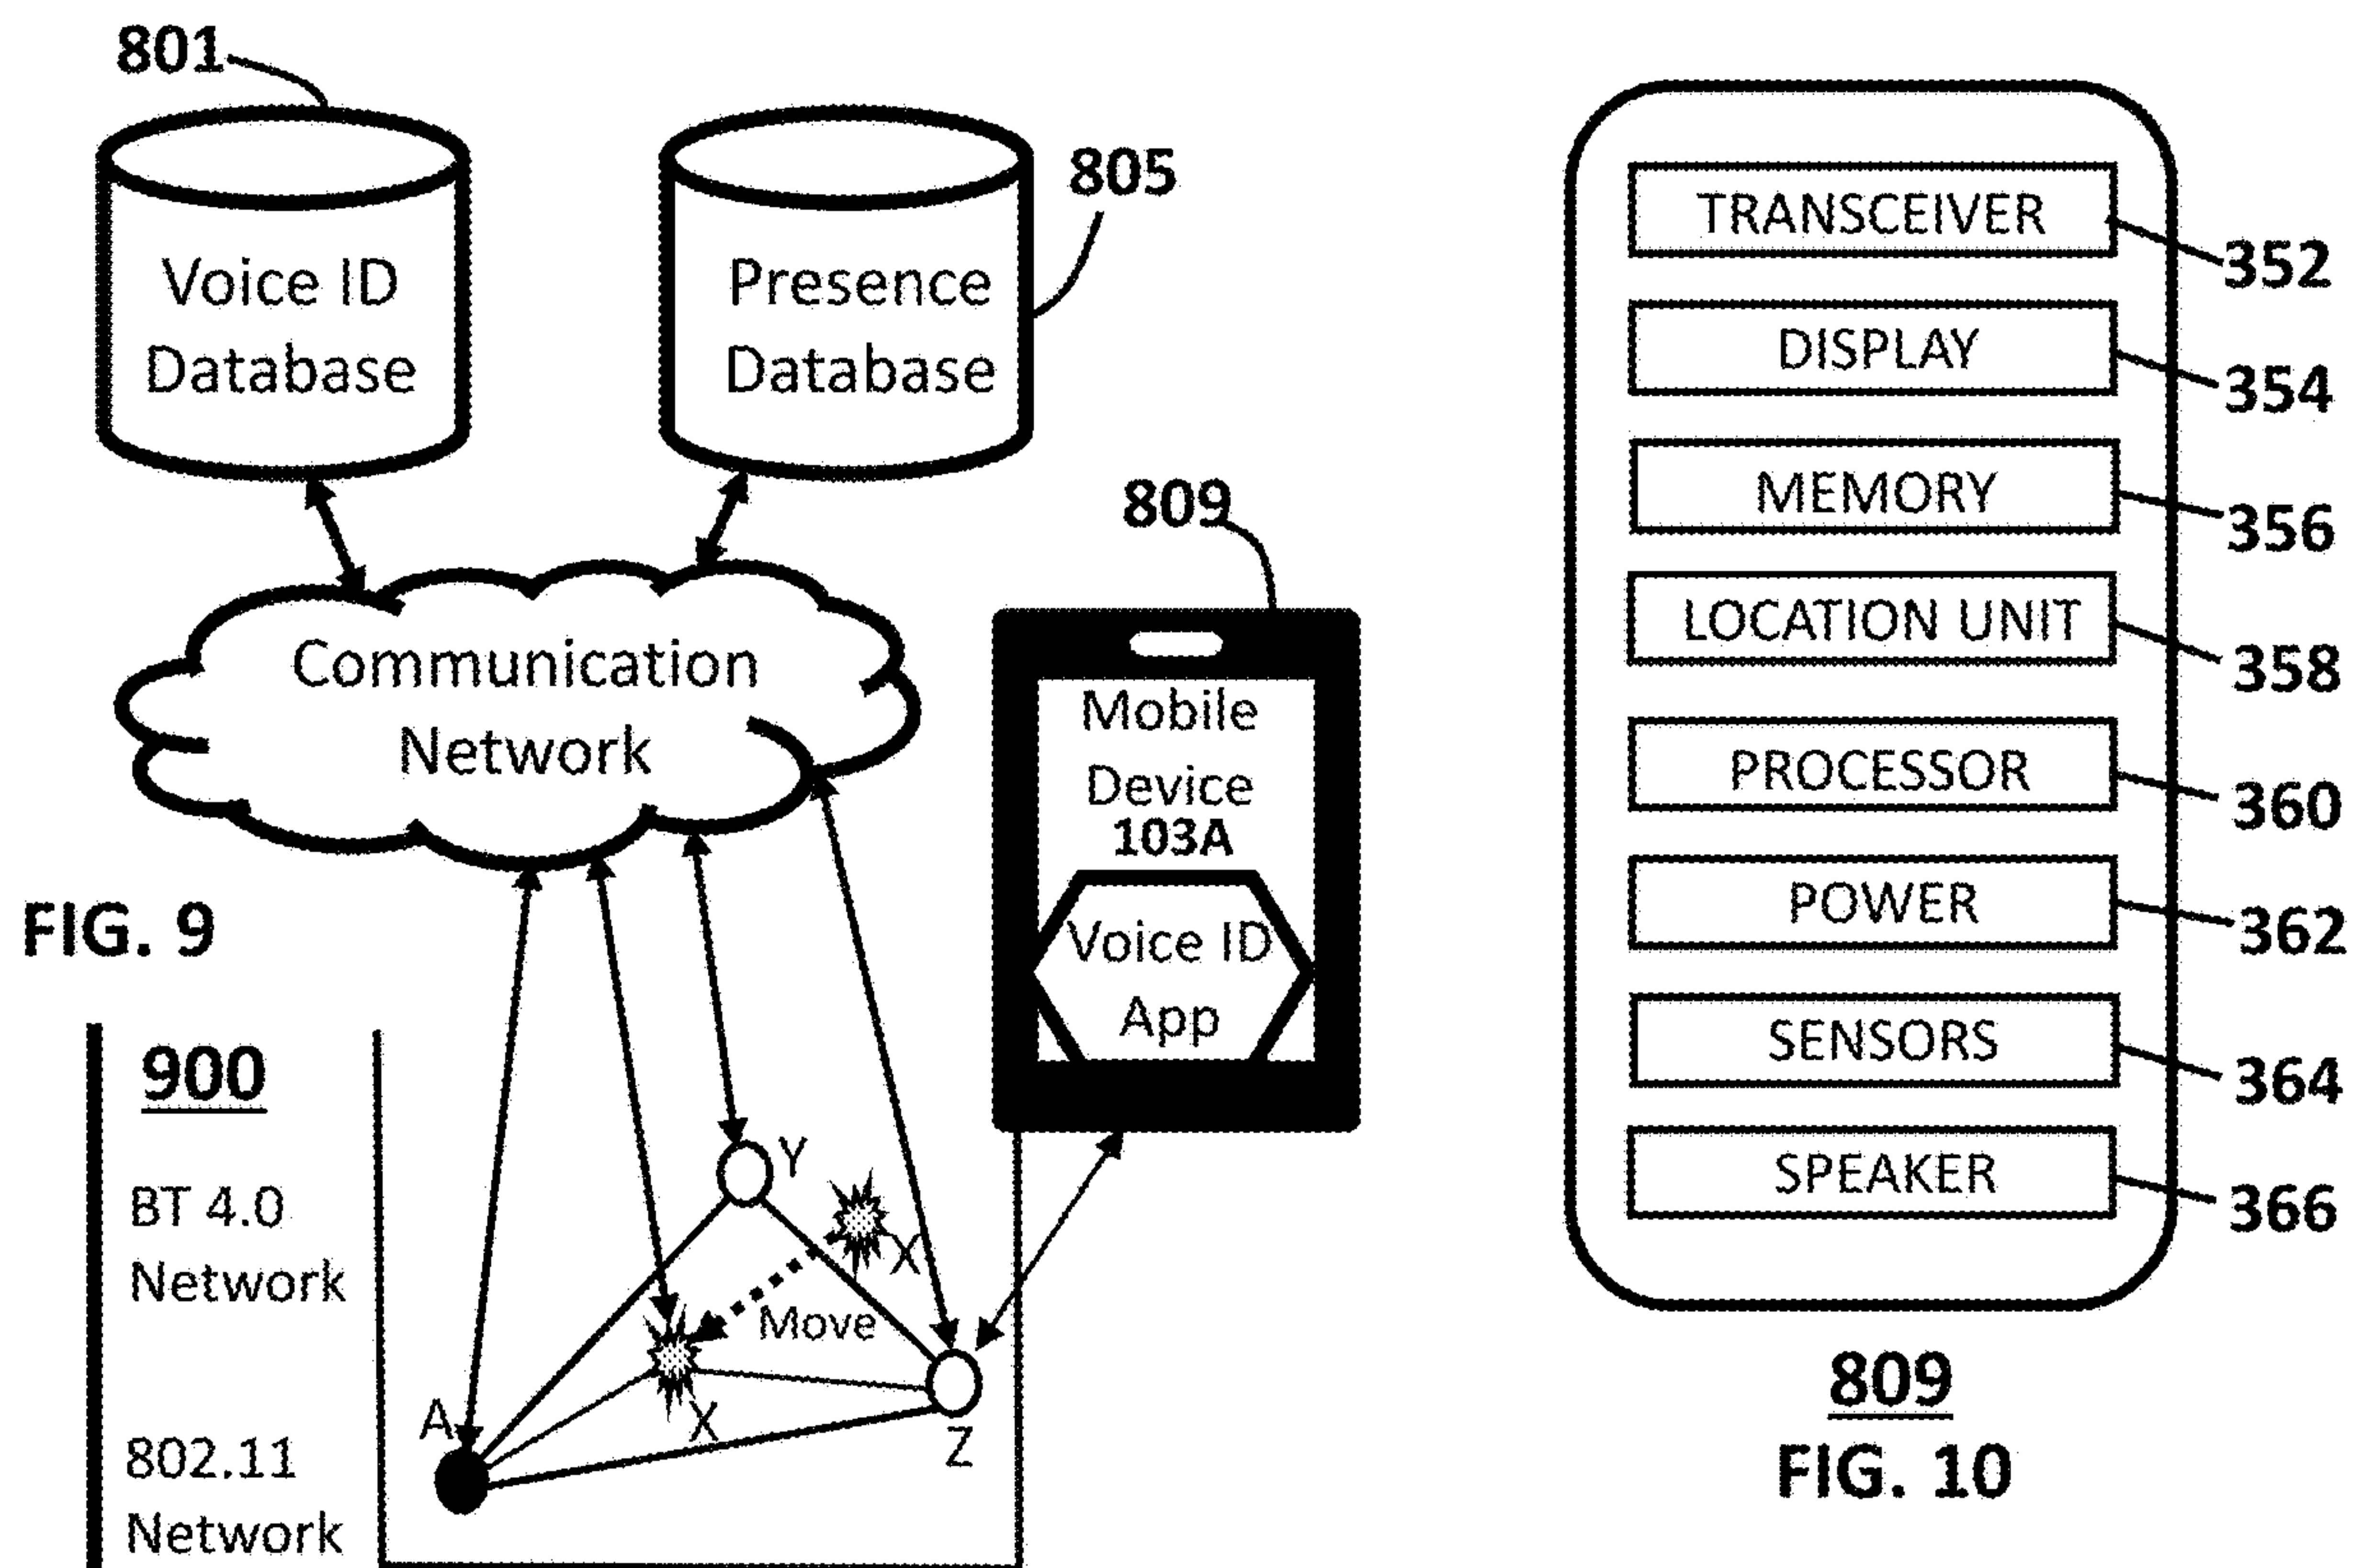 801
Voice ID
Database
Presence
Database
805
Communication
Network
809
Mobile
Device
103A
Voice ID
App
FIG. 9
900
BT 4.0
Network
802.11
Network
Y
X
Move
X
A
Z
TRANSCEIVER
352
DISPLAY
354
MEMORY
356
LOCATION UNIT
358
PROCESSOR
360
POWER
362
SENSORS
364
SPEAKER
366
809
FIG. 10